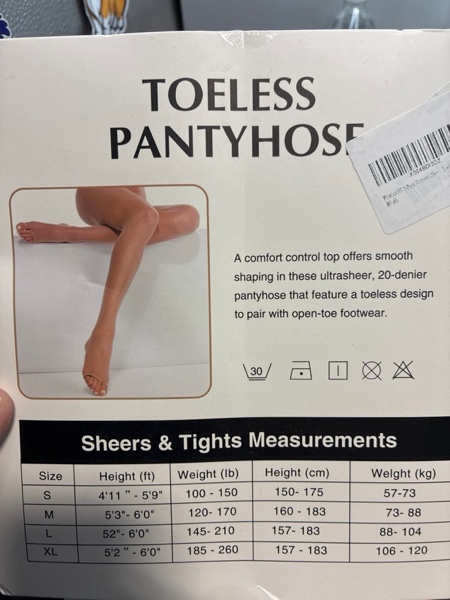 TOELESS
PANTYHOSE
A comfort control top offers smooth
shaping in these ultrasheer, 20-denier
pantyhose that feature a toeless design
to pair with open-toe footwear.
30
Sheers & Tights Measurements
Size Height (ft) Weight (lb) Height (cm) Welght (kg)
S 4'11 " - 5'9" 100 - 150 150- 175 57-73
M 5'3"- 6'0" 120- 170 160 - 183 73- 88
L 52"- 6'0" 145- 210 157- 183 88- 104
XL 5'2 " - 6'0" 185 - 260 157 - 183 106 - 120